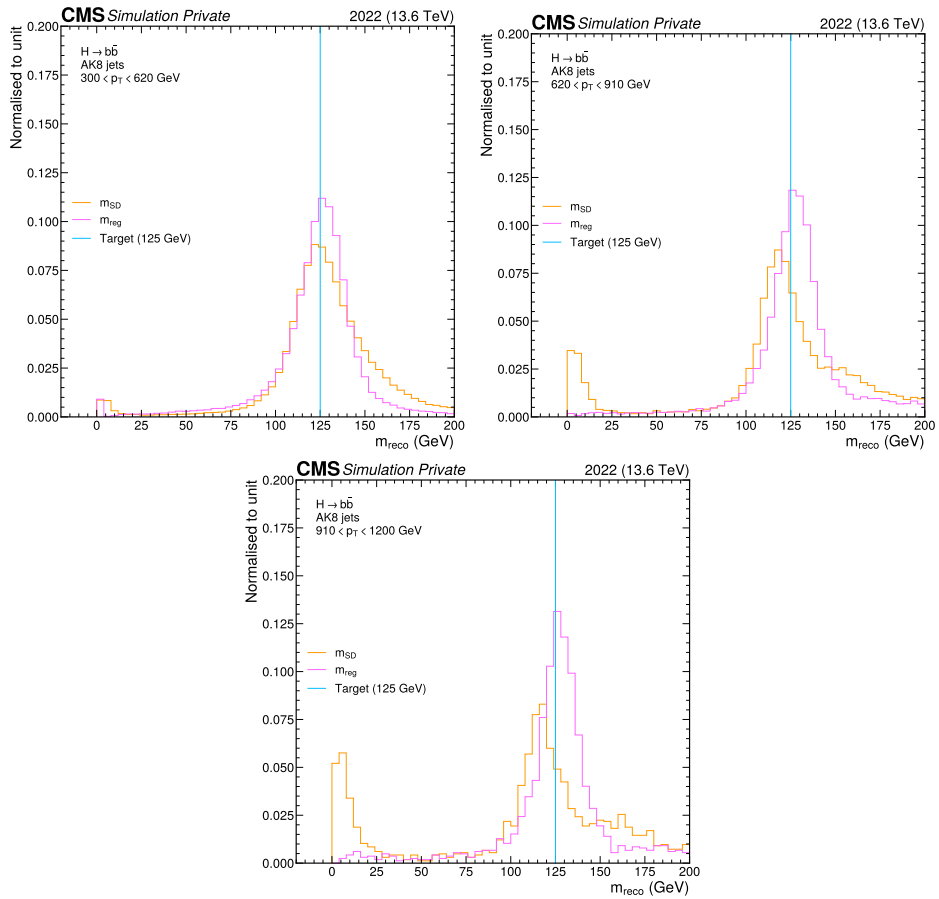 CMS Simulation Private 2022 (13.6 TeV)
Normalised to unit
0.200
0.175
0.150
0.125
0.100
0.075
0.050
0.025
0.000
H → bb̄
AK8 jets
300 < pT < 620 GeV
mSD
mreg
Target (125 GeV)
0 25 50 75 100 125 150 175 200
mreco (GeV)
CMS Simulation Private 2022 (13.6 TeV)
Normalised to unit
0.200
0.175
0.150
0.125
0.100
0.075
0.050
0.025
0.000
H → bb̄
AK8 jets
620 < pT < 910 GeV
mSD
mreg
Target (125 GeV)
0 25 50 75 100 125 150 175 200
mreco (GeV)
CMS Simulation Private 2022 (13.6 TeV)
Normalised to unit
0.200
0.175
0.150
0.125
0.100
0.075
0.050
0.025
0.000
H → bb̄
AK8 jets
910 < pT < 1200 GeV
mSD
mreg
Target (125 GeV)
0 25 50 75 100 125 150 175 200
mreco (GeV)